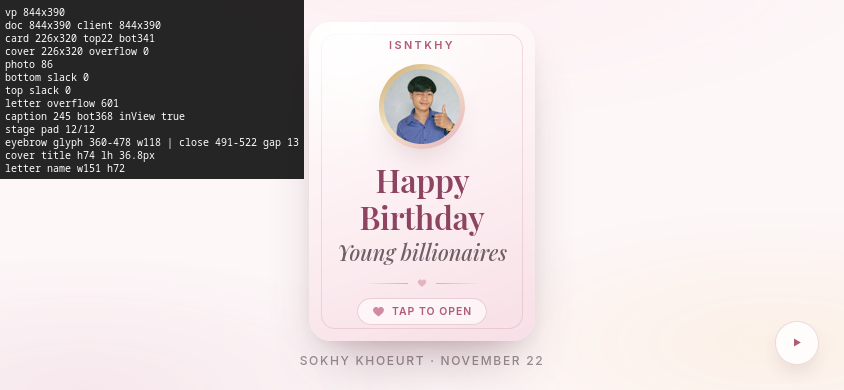 vp 844x390
doc 844x390 client 844x390
card 226x320 top22 bot341
cover 226x320 overflow 0
photo 86
bottom slack 0
top slack 0
letter overflow 601
caption 245 bot368 inView true
stage pad 12/12
eyebrow glyph 360-478 w118 | close 491-522 gap 13
cover title h74 lh 36.8px
letter name w151 h72
ISNTKHY
Happy
Birthday
Young billionaires
TAP TO OPEN
SOKHY KHOEURT · NOVEMBER 22